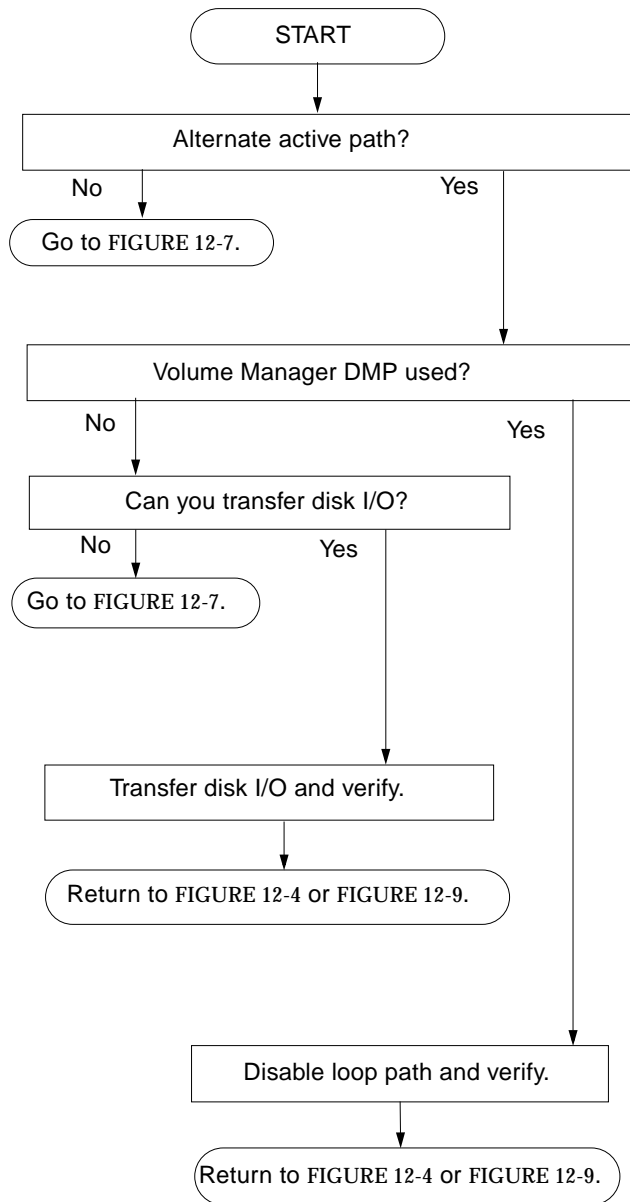 START
Alternate active path?
No
Yes
Go to FIGURE 12-7.
Volume Manager DMP used?
No
Yes
Can you transfer disk I/O?
No
Yes
Go to FIGURE 12-7.
Transfer disk I/O and verify.
Return to FIGURE 12-4 or FIGURE 12-9.
Disable loop path and verify.
Return to FIGURE 12-4 or FIGURE 12-9.